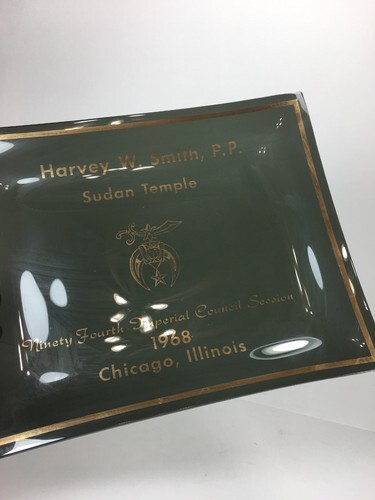 Harvey W. Smith, P.P.
Sudan Temple
Ninety Fourth Imperial Council Session
1968
Chicago, Illinois